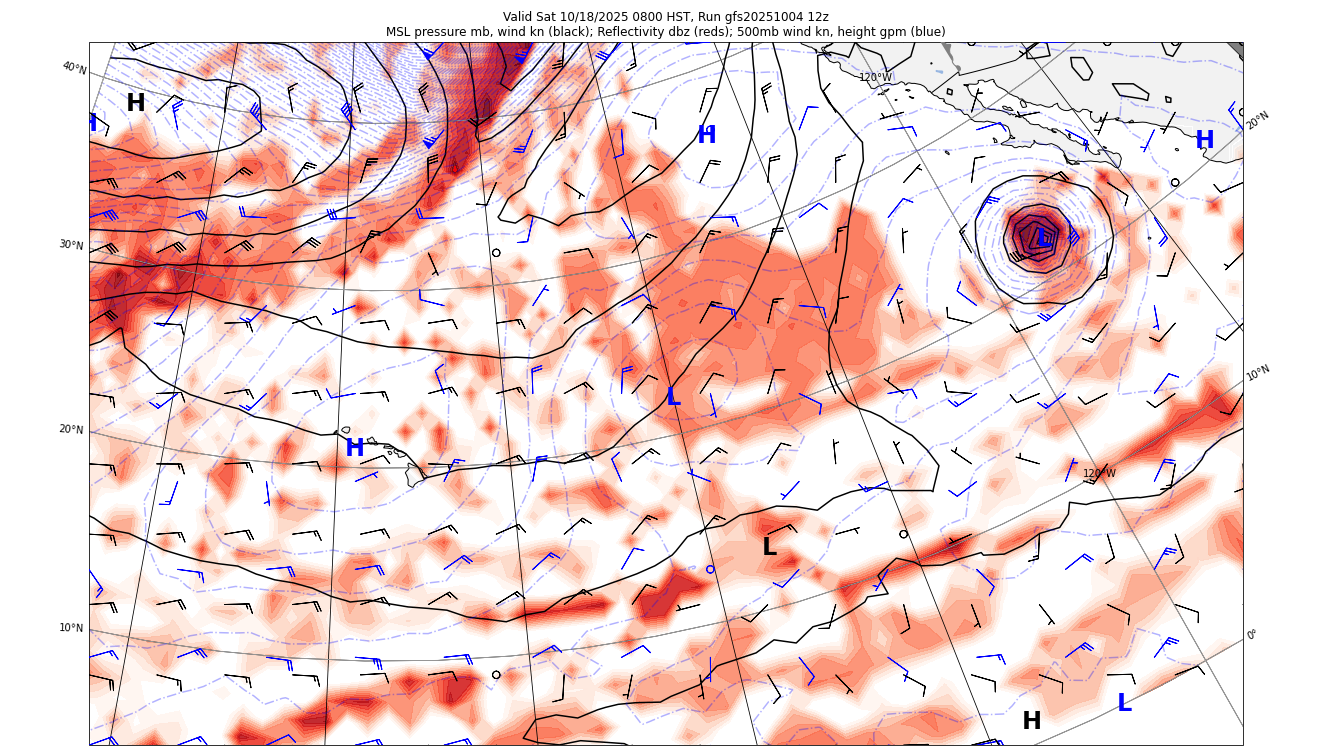 Valid Sat 10/18/2025 0800 HST, Run gfs20251004 12z
MSL pressure mb, wind kn (black); Reflectivity dbz (reds); 500mb wind kn, height gpm (blue)
40°N
120°W
H
H
H
H
20°N
L
30°N
10°N
L
20°N
H
120°W
L
10°N
0°
L
H